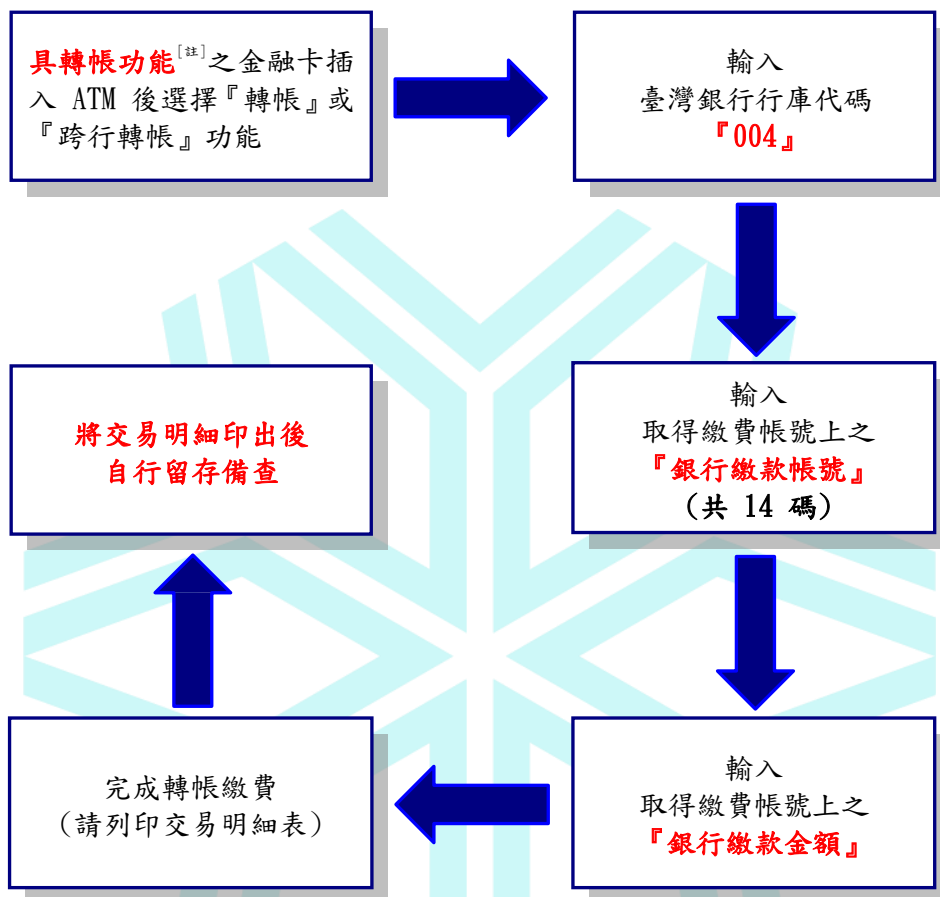 具轉帳功能[註]之金融卡插
入 ATM 後選擇『轉帳』或
『跨行轉帳』功能
輸入
臺灣銀行行庫代碼
『004』
輸入
取得繳費帳號上之
『銀行繳款帳號』
(共 14 碼)
輸入
取得繳費帳號上之
『銀行繳款金額』
完成轉帳繳費
(請列印交易明細表)
將交易明細印出後
自行留存備查